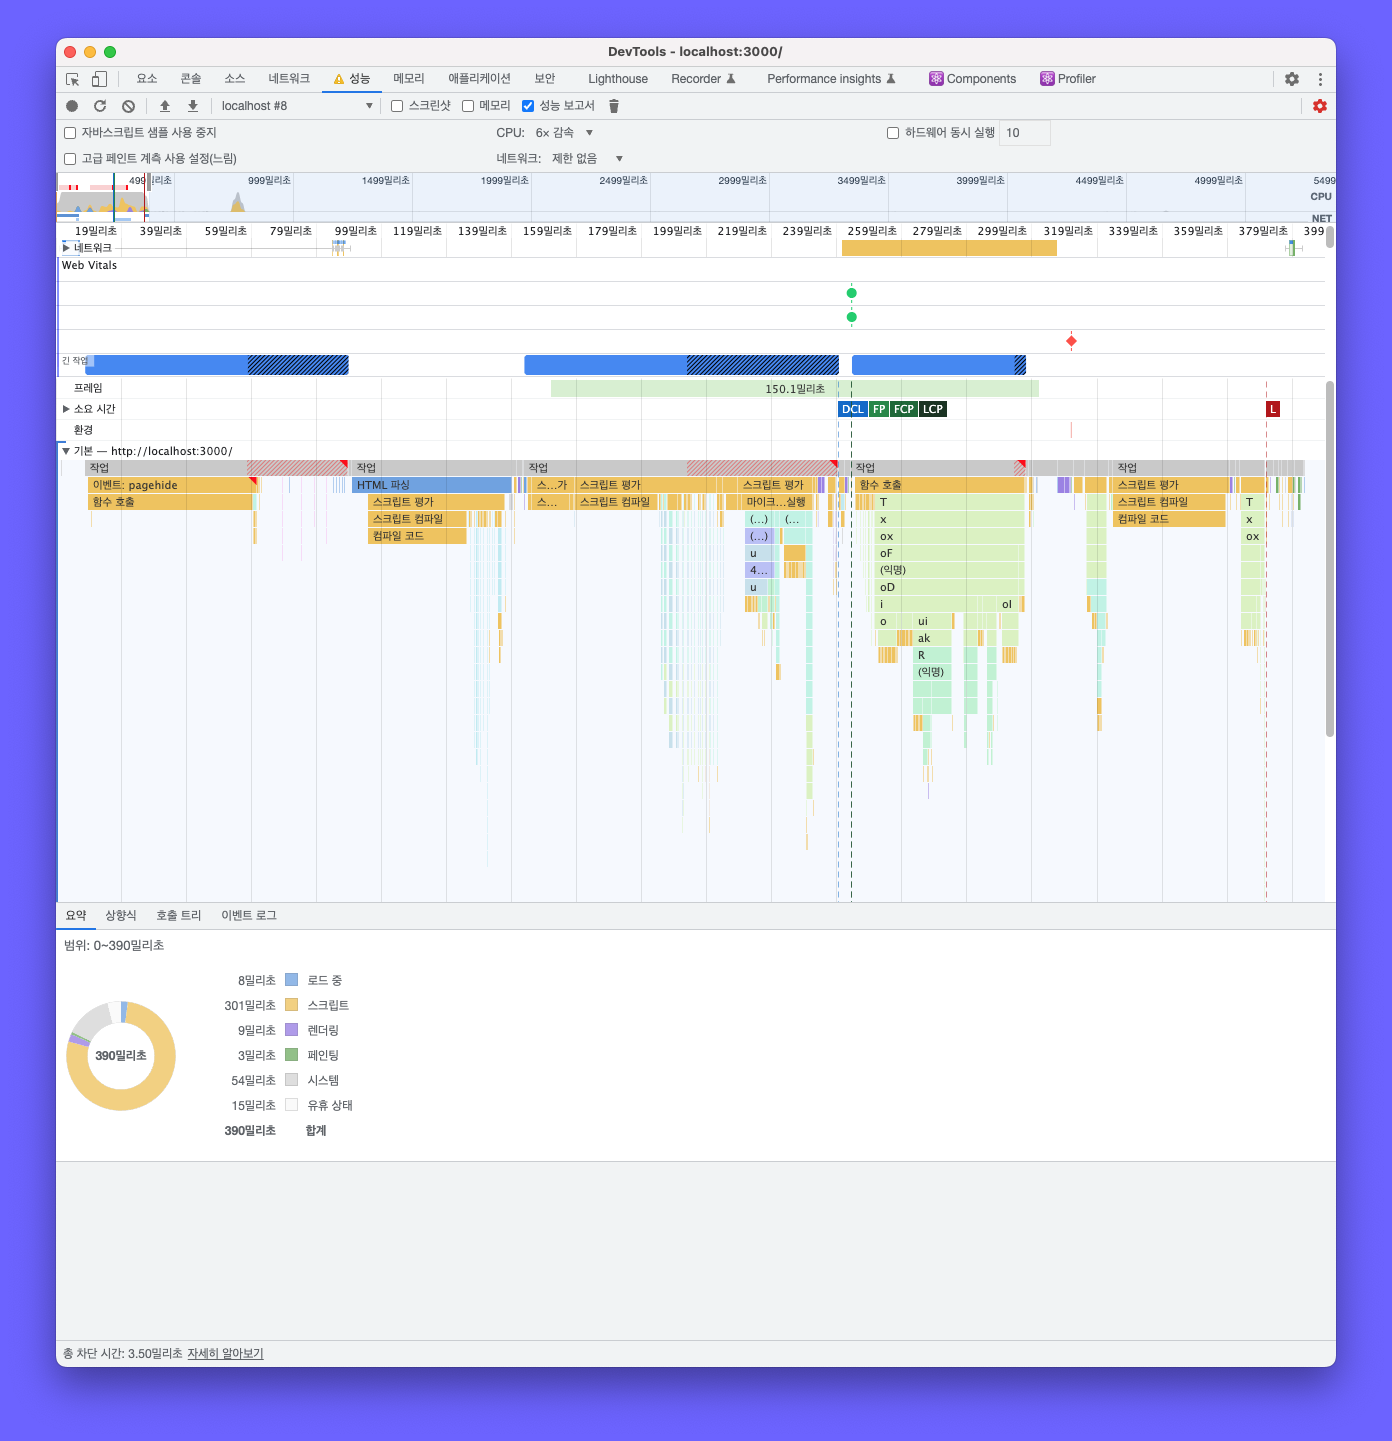 DevTools - localhost:3000/
요소 콘솔 소스 네트워크 성능 메모리 애플리케이션 보안 Lighthouse Recorder Performance insights Components Profiler
localhost #8 스크린샷 메모리 성능 보고서
자바스크립트 샘플 사용 중지 CPU: 6× 감속 하드웨어 동시 실행 10
고급 페인트 계측 사용 설정(느림) 네트워크: 제한 없음
499밀리초 999밀리초 1499밀리초 1999밀리초 2499밀리초 2999밀리초 3499밀리초 3999밀리초 4499밀리초 4999밀리초 5499
CPU
NET
19밀리초 39밀리초 59밀리초 79밀리초 99밀리초 119밀리초 139밀리초 159밀리초 179밀리초 199밀리초 219밀리초 239밀리초 259밀리초 279밀리초 299밀리초 319밀리초 339밀리초 359밀리초 379밀리초 399
네트워크
Web Vitals
긴 작업
프레임 150.1밀리초
소요 시간 DCL FP FCP LCP L
환경
기본 — http://localhost:3000/
작업 작업 작업 작업 작업
이벤트: pagehide HTML 파싱 스...가 스크립트 평가 스크립트 평가 함수 호출 스크립트 평가
함수 호출 스크립트 평가 스... 스크립트 컴파일 마이크...실행 T 스크립트 컴파일 T
스크립트 컴파일 (...) (... x 컴파일 코드 x
컴파일 코드 (...) ox ox
u oF
4... (익명)
u oD
i ol
o ui
ak
R
(익명)
요약 상향식 호출 트리 이벤트 로그
범위: 0~390밀리초
8밀리초 로드 중
301밀리초 스크립트
9밀리초 렌더링
390밀리초
3밀리초 페인팅
54밀리초 시스템
15밀리초 유휴 상태
390밀리초 합계
총 차단 시간: 3.50밀리초 자세히 알아보기